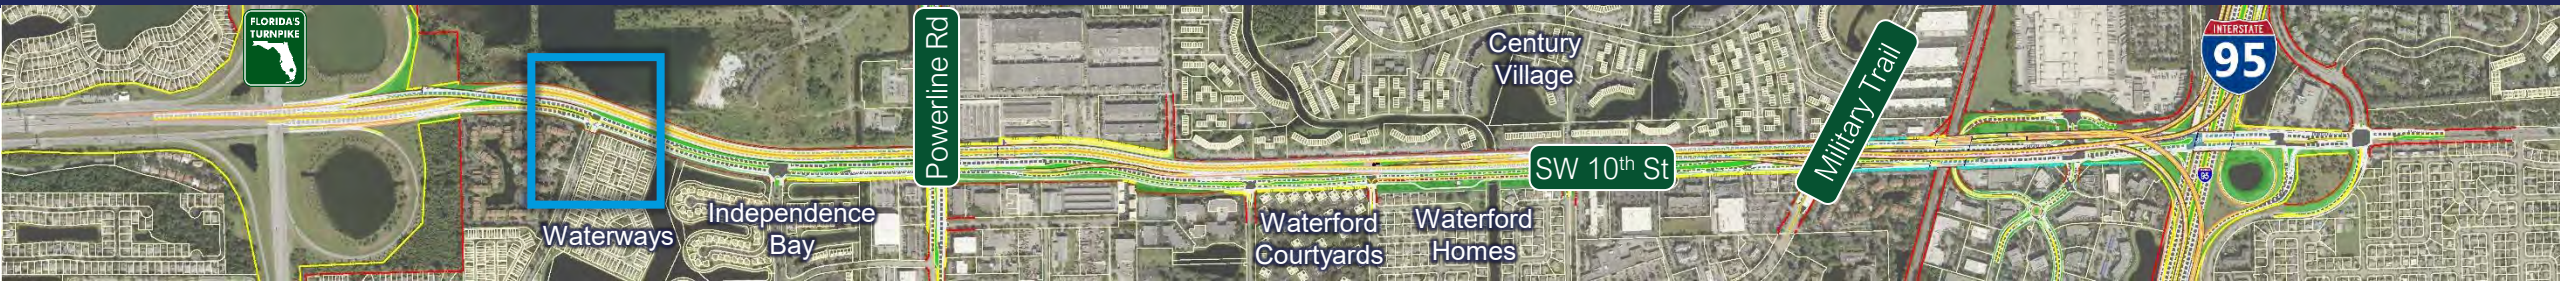 FLORIDA'S
TURNPIKE
Waterways
Independence
Bay
Powerline Rd
Century
Village
SW 10th St
Waterford
Courtyards
Waterford
Homes
Military Trail
INTERSTATE
95
95